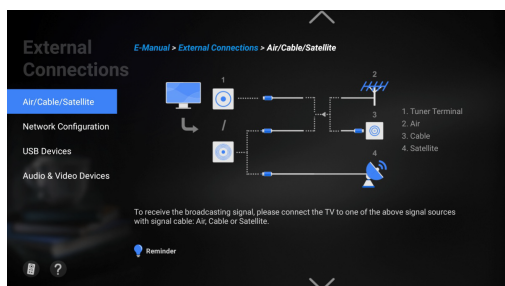 External
Connections
E-Manual > External Connections > Air/Cable/Satellite
Air/Cable/Satellite
Network Configuration
USB Devices
Audio & Video Devices
1
2
/
3
4
1. Tuner Terminal
2. Air
3. Cable
4. Satellite
To receive the broadcasting signal, please connect the TV to one of the above signal sources
with signal cable: Air, Cable or Satellite.
Reminder
?